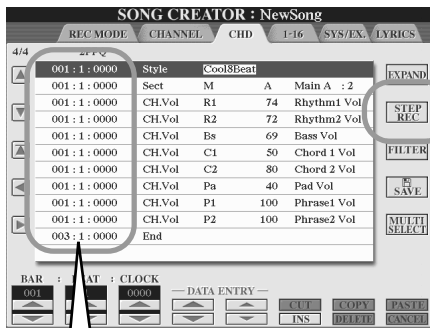 SONG CREATOR : NewSong
REC MODE CHANNEL CHD 1-16 SYS/EX. LYRICS
4/4 2PPQ
001 : 1 : 0000 Style Cool8Beat
001 : 1 : 0000 Sect M A Main A : 2
001 : 1 : 0000 CH.Vol R1 74 Rhythm1 Vol
001 : 1 : 0000 CH.Vol R2 72 Rhythm2 Vol
001 : 1 : 0000 CH.Vol Bs 69 Bass Vol
001 : 1 : 0000 CH.Vol C1 50 Chord 1 Vol
001 : 1 : 0000 CH.Vol C2 80 Chord 2 Vol
001 : 1 : 0000 CH.Vol Pa 40 Pad Vol
001 : 1 : 0000 CH.Vol P1 100 Phrase1 Vol
001 : 1 : 0000 CH.Vol P2 100 Phrase2 Vol
003 : 1 : 0000 End
EXPAND
STEP
REC
FILTER
SAVE
MULTI
SELECT
BAR : : CLOCK
001 0000
DATA ENTRY
CUT COPY PASTE
INS DELETE CANCEL